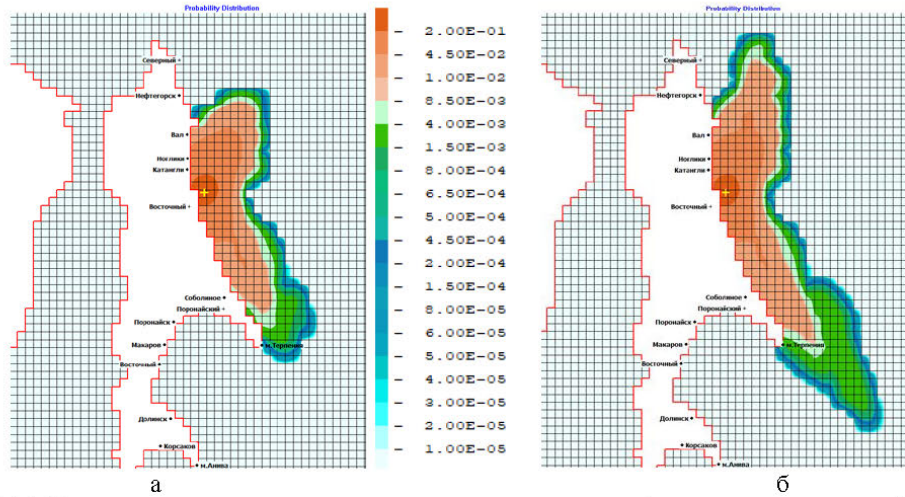 Probability Distribution
Северный
Нефтегорск
Вал
Ноглики
Катангли
Восточный
Соболиное
Поронайский
Поронайск
Макаров
м.Терпения
Восточный
Долинск
Корсаков
м.Анива
а
2.00E-01
4.50E-02
1.00E-02
8.50E-03
4.00E-03
1.50E-03
8.00E-04
6.50E-04
5.00E-04
4.50E-04
2.00E-04
1.50E-04
8.00E-05
6.00E-05
5.00E-05
4.00E-05
3.00E-05
2.00E-05
1.00E-05
Probability Distribution
Северный
Нефтегорск
Вал
Ноглики
Катангли
Восточный
Соболиное
Поронайский
Поронайск
Макаров
м.Терпения
Восточный
Долинск
Корсаков
м.Анива
б